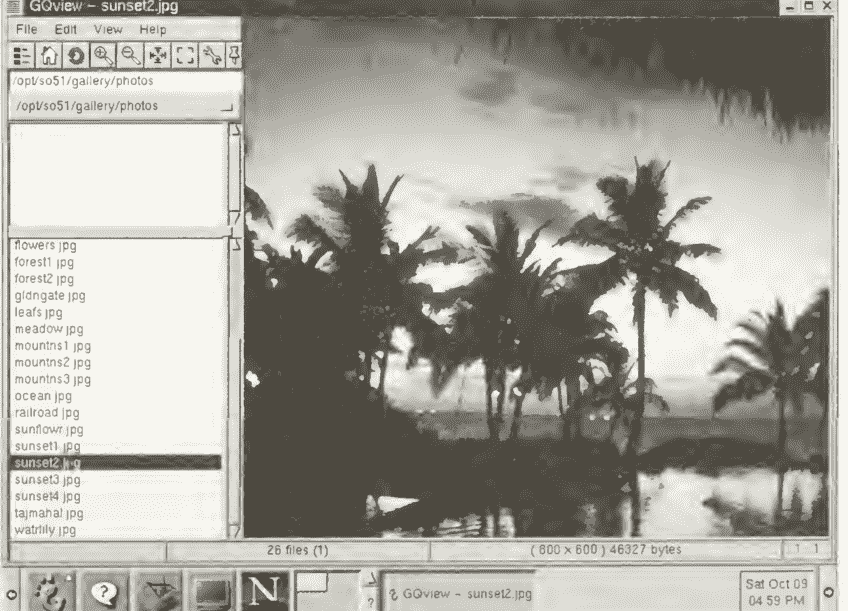 GQview - sunset2.jpg
File Edit View Help
/opt/so51/gallery/photos
/opt/so51/gallery/photos
flowers jpg
forest1 jpg
forest2 jpg
gldngate jpg
leafs jpg
meadow jpg
mountns1 jpg
mountns2 jpg
mountns3 jpg
ocean jpg
railroad jpg
sunflowr jpg
sunset1 jpg
sunset2.jpg
sunset3 jpg
sunset4 jpg
tajmahal jpg
watrlily jpg
26 files (1)
( 800 x 600 ) 46327 bytes
1 1
N
?
?
GQview - sunset2.jpg
Sat Oct 09
04 59 PM